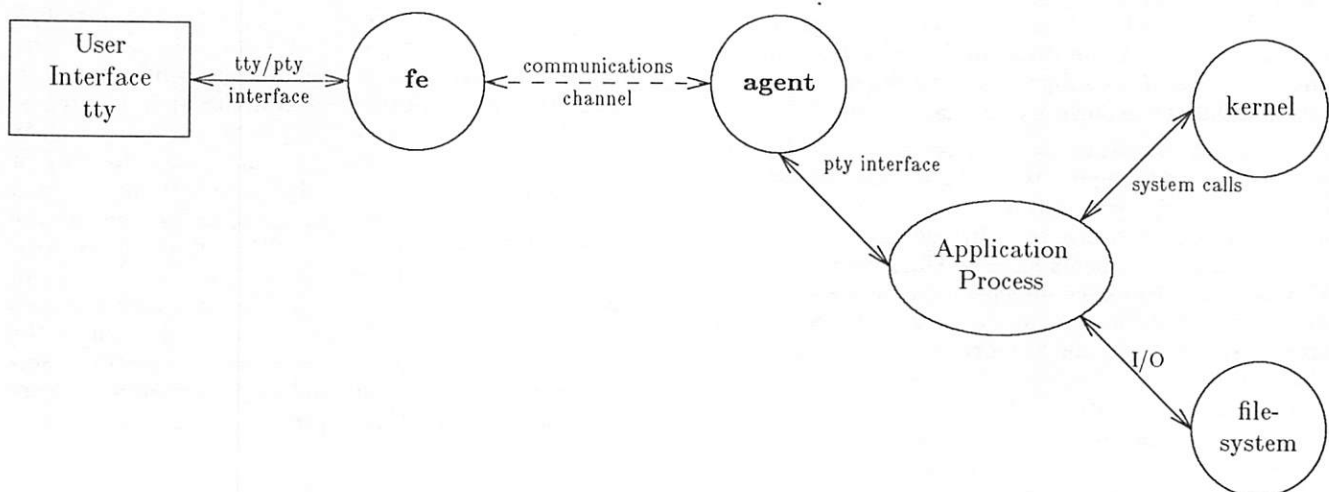 User
Interface
tty
tty/pty
interface
fe
communications
channel
agent
pty interface
kernel
system calls
Application
Process
I/O
file-
system